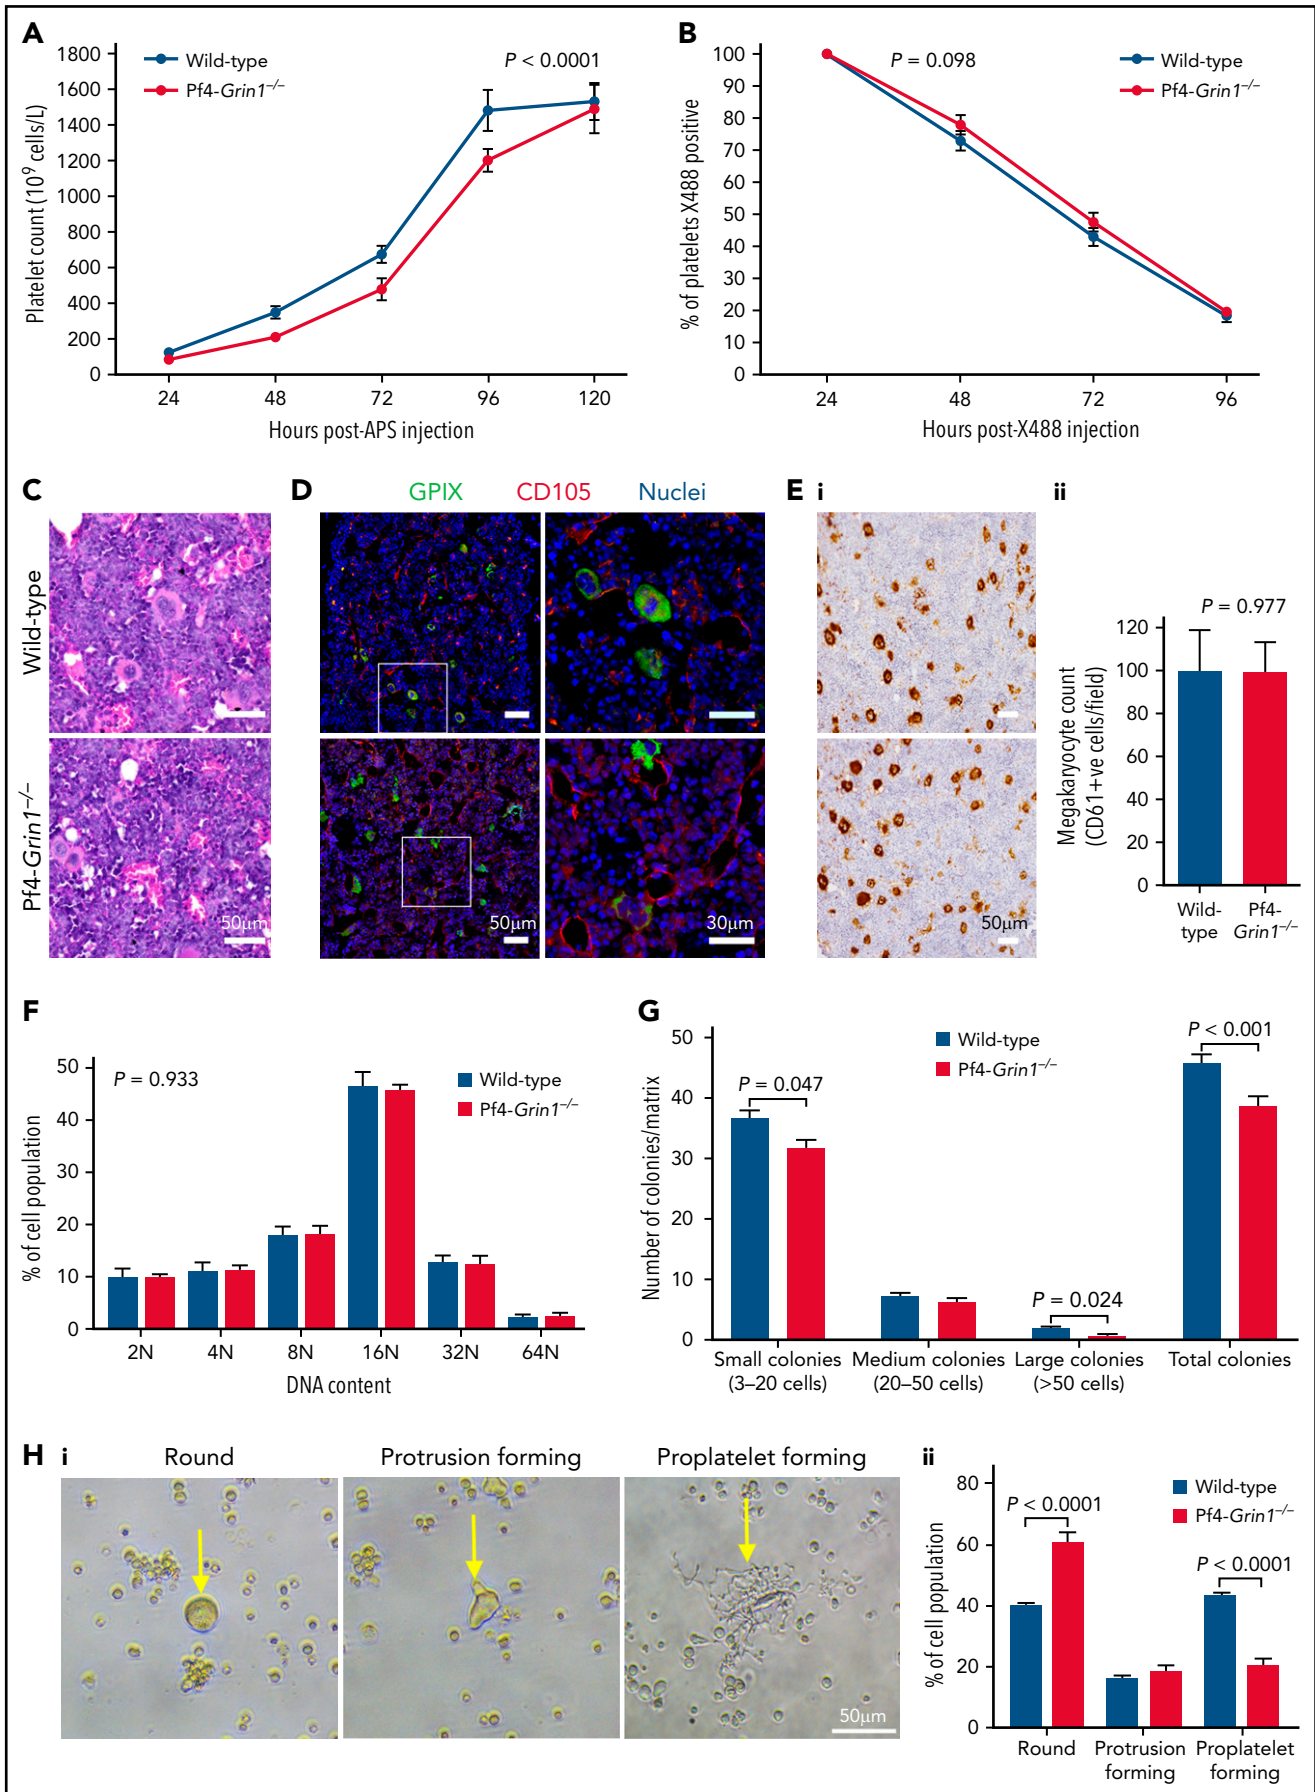 A
Wild-type
Pf4-Grin1−/−
P < 0.0001
Platelet count (10⁹ cells/L)
1800
1600
1400
1200
1000
800
600
400
200
0
24 48 72 96 120
Hours post-APS injection
B
P = 0.098
Wild-type
Pf4-Grin1−/−
% of platelets X488 positive
100
90
80
70
60
50
40
30
20
10
0
24 48 72 96
Hours post-X488 injection
C
Wild-type
Pf4-Grin1−/−
50μm
D
GPIX CD105 Nuclei
50μm
30μm
E i
50μm
ii
P = 0.977
Megakaryocyte count
(CD61+ve cells/field)
120
100
80
60
40
20
0
Wild-
type
Pf4-
Grin1−/−
F
P = 0.933
Wild-type
Pf4-Grin1−/−
% of cell population
50
40
30
20
10
0
2N 4N 8N 16N 32N 64N
DNA content
G
Wild-type
Pf4-Grin1−/−
Number of colonies/matrix
50
40
30
20
10
0
P = 0.047
P = 0.024
P < 0.001
Small colonies
(3–20 cells)
Medium colonies
(20–50 cells)
Large colonies
(>50 cells)
Total colonies
H i
Round
Protrusion forming
Proplatelet forming
50μm
ii
Wild-type
Pf4-Grin1−/−
P < 0.0001
P < 0.0001
% of cell population
80
60
40
20
0
Round
Protrusion
forming
Proplatelet
forming